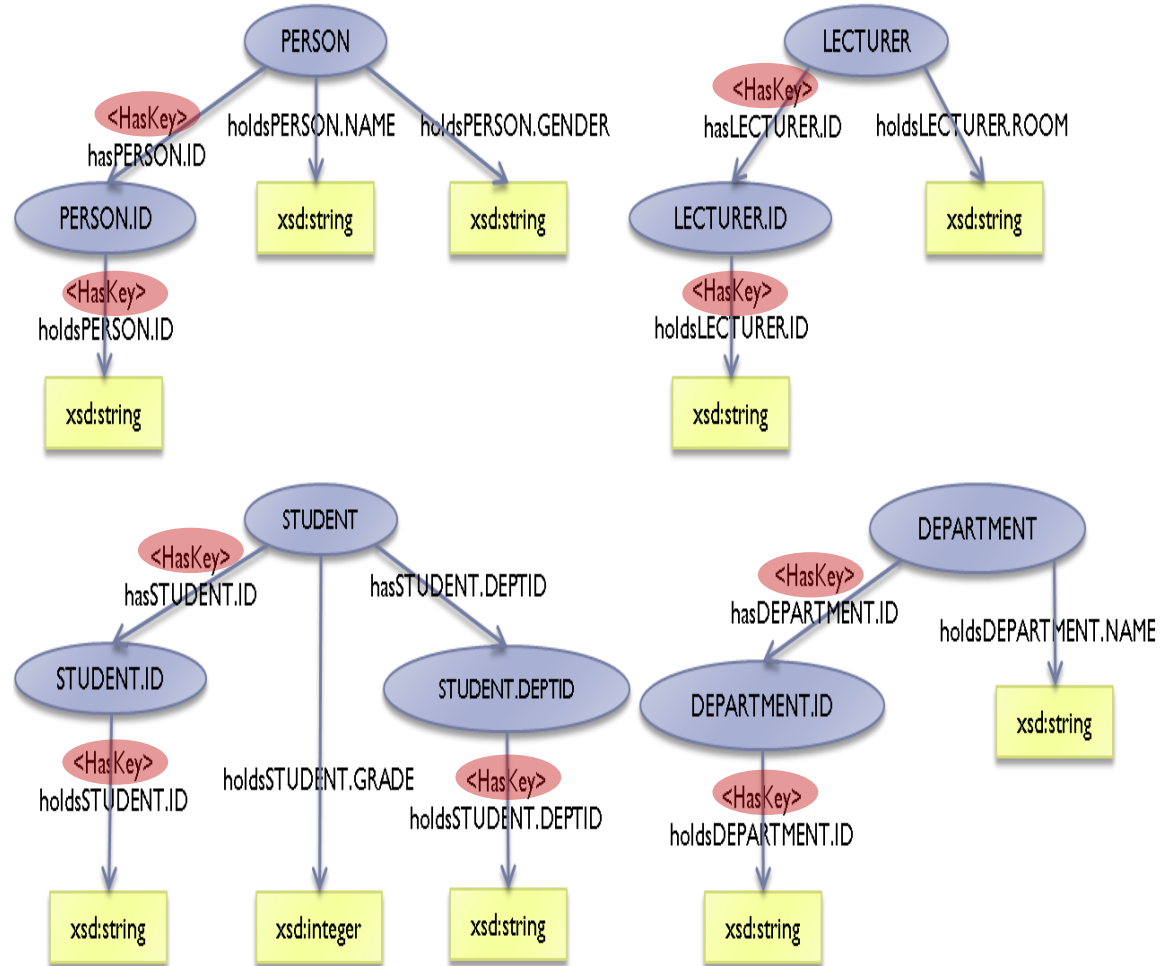 PERSON
<HasKey>
hasPERSON.ID
holdsPERSON.NAME
holdsPERSON.GENDER
PERSON.ID
xsd:string
xsd:string
<HasKey>
holdsPERSON.ID
xsd:string
LECTURER
<HasKey>
hasLECTURER.ID
holdsLECTURER.ROOM
LECTURER.ID
xsd:string
<HasKey>
holdsLECTURER.ID
xsd:string
STUDENT
<HasKey>
hasSTUDENT.ID
hasSTUDENT.DEPTID
STUDENT.ID
STUDENT.DEPTID
<HasKey>
holdsSTUDENT.ID
holdsSTUDENT.GRADE
<HasKey>
holdsSTUDENT.DEPTID
xsd:string
xsd:integer
xsd:string
DEPARTMENT
<HasKey>
hasDEPARTMENT.ID
holdsDEPARTMENT.NAME
DEPARTMENT.ID
xsd:string
<HasKey>
holdsDEPARTMENT.ID
xsd:string